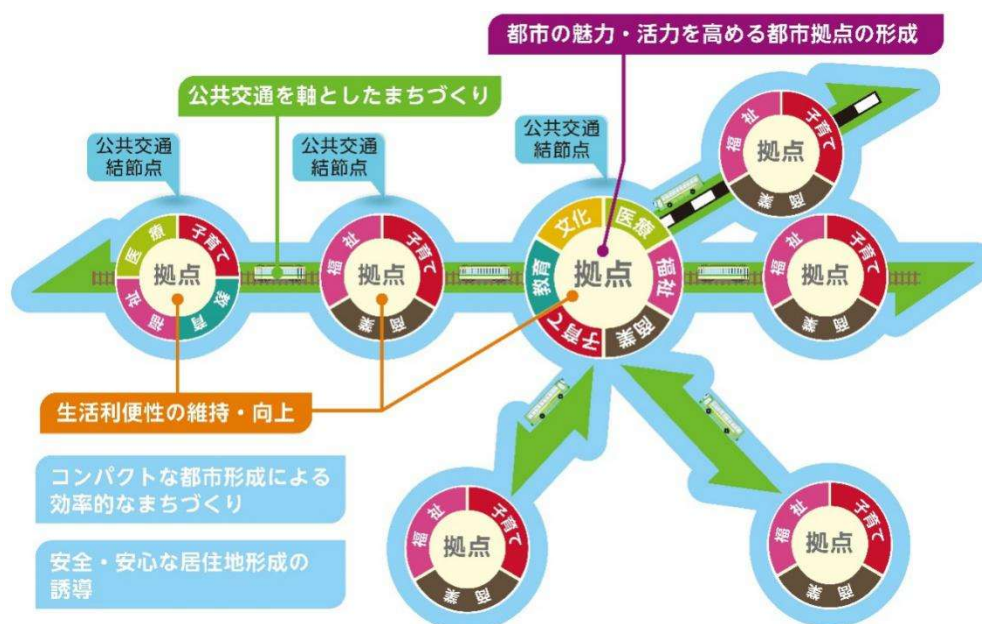 都市の魅力・活力を高める都市拠点の形成
公共交通を軸としたまちづくり
公共交通
結節点
公共交通
結節点
公共交通
結節点
福祉
子育て
商業
拠点
医療
子育て
教育
福祉
拠点
福祉
子育て
商業
拠点
文化
医療
福祉
商業
子育て
教育
拠点
福祉
子育て
商業
拠点
生活利便性の維持・向上
コンパクトな都市形成による
効率的なまちづくり
安全・安心な居住地形成の
誘導
福祉
子育て
商業
拠点
福祉
子育て
商業
拠点